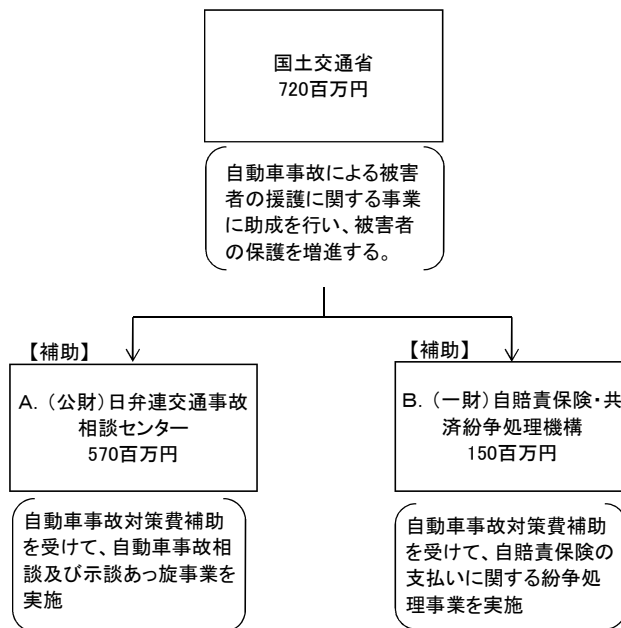 国土交通省
720百万円
自動車事故による被害
者の援護に関する事業
に助成を行い、被害者
の保護を増進する。
【補助】
A.（公財）日弁連交通事故
相談センター
570百万円
自動車事故対策費補助
を受けて、自動車事故相
談及び示談あっ旋事業を
実施
【補助】
B.（一財）自賠責保険・共
済紛争処理機構
150百万円
自動車事故対策費補助
を受けて、自賠責保険の
支払いに関する紛争処
理事業を実施